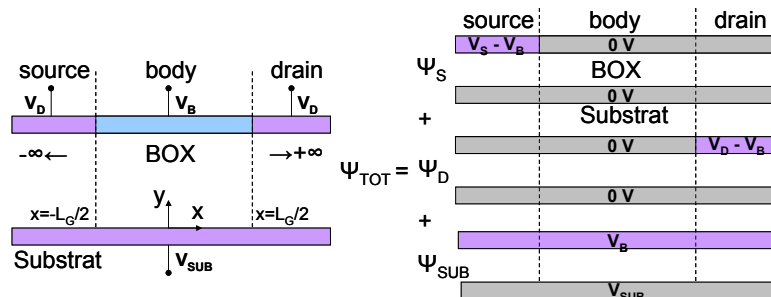 source body drain
V_D V_B V_D
-∞← BOX →+∞
y
x=-L_G/2 x x=L_G/2
Substrat V_SUB
Ψ_TOT =
source body drain
V_S - V_B 0 V
Ψ_S BOX
0 V
+ Substrat
Ψ_D 0 V V_D - V_B
0 V
+
V_B
Ψ_SUB
V_SUB